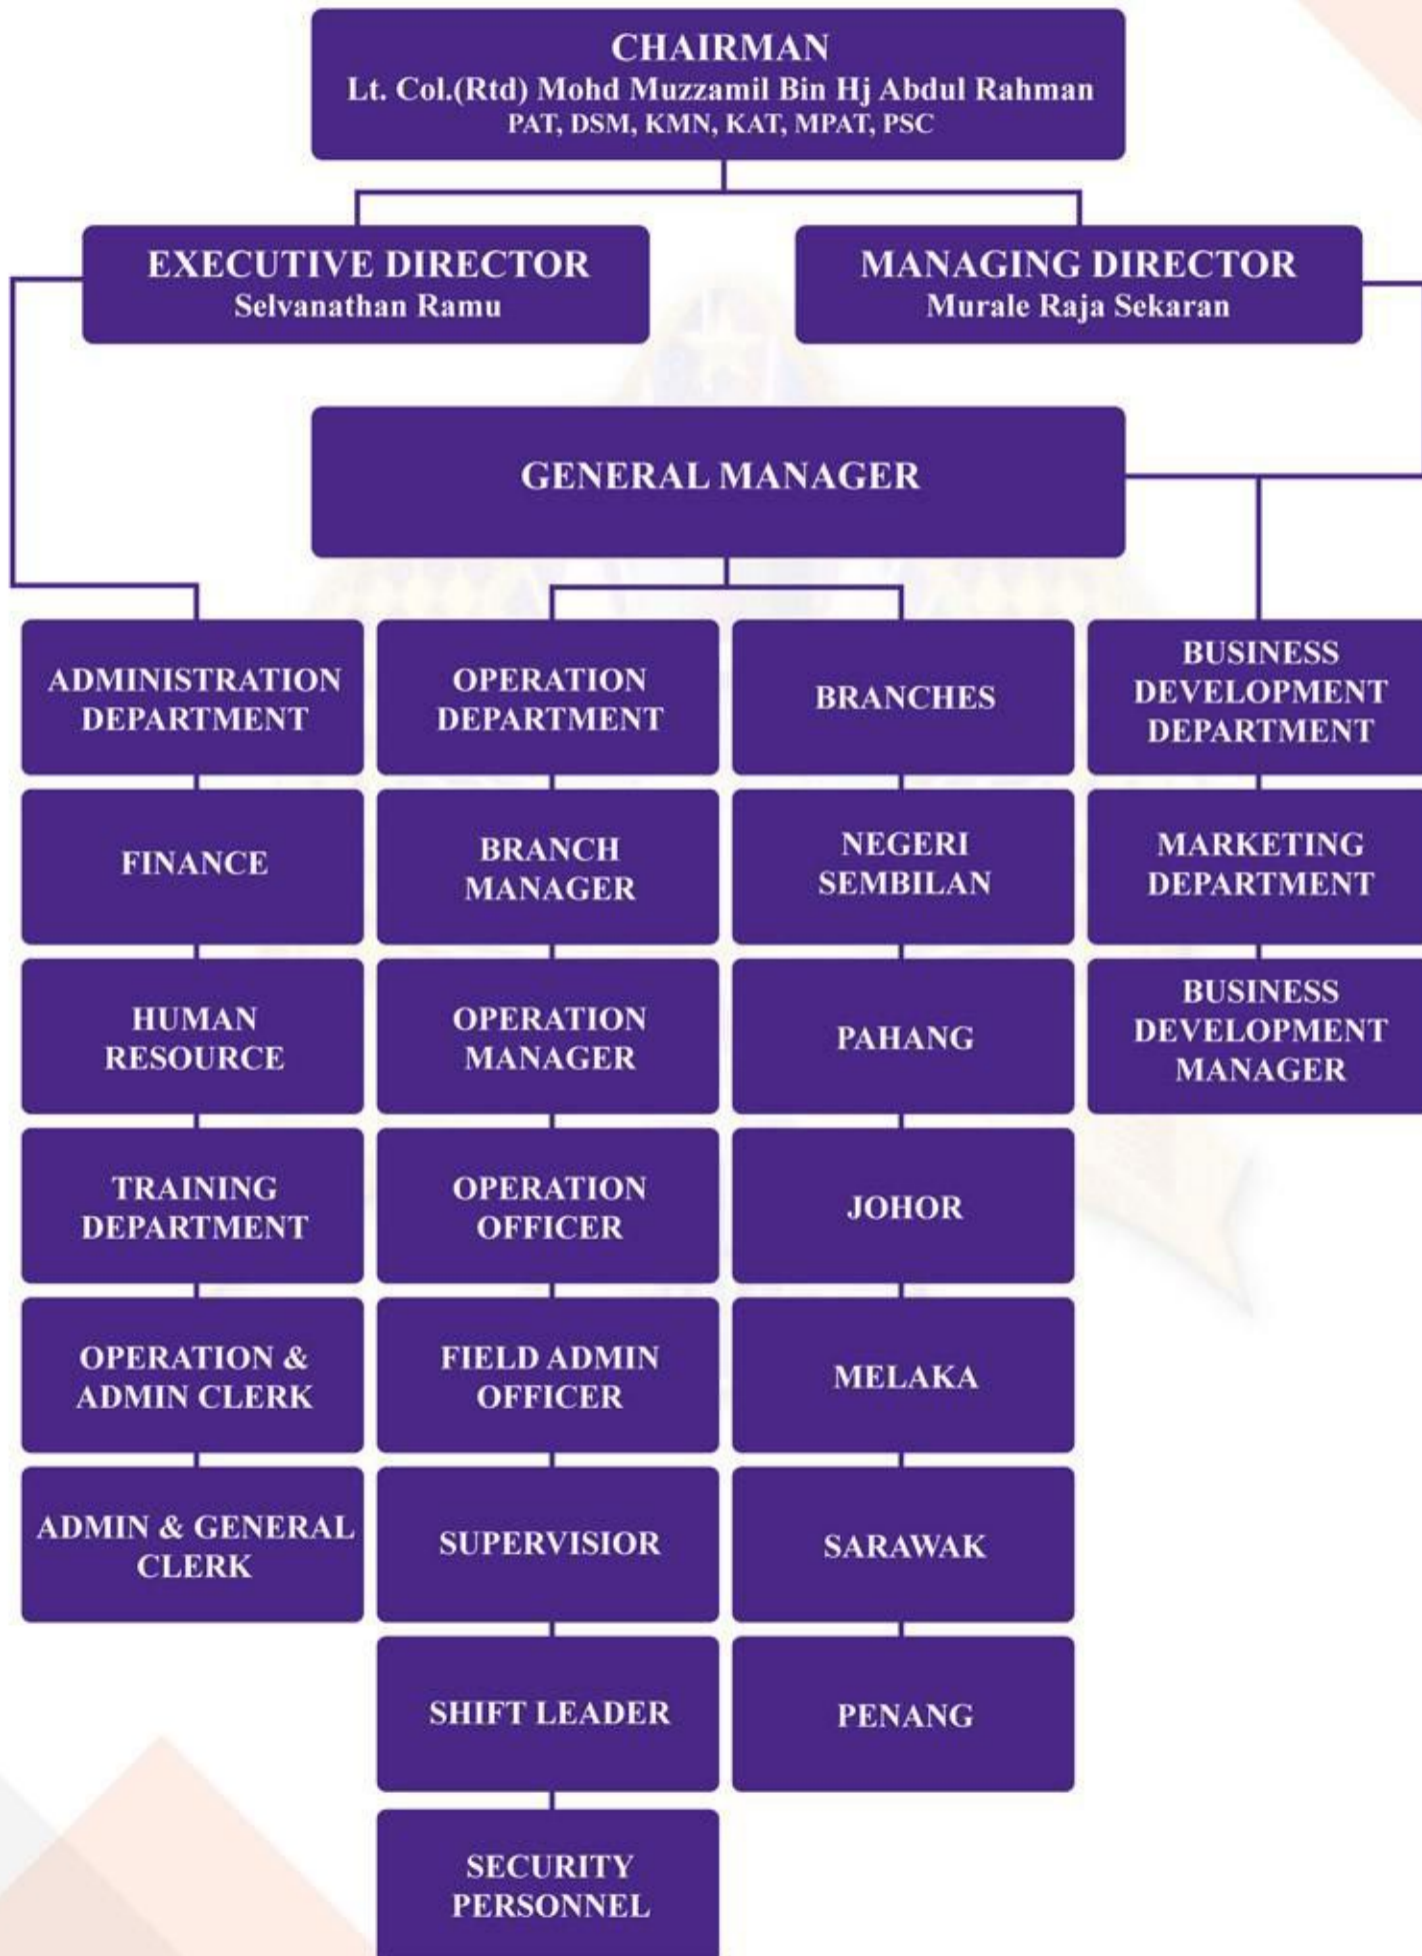 CHAIRMAN
Lt. Col.(Rtd) Mohd Muzzamil Bin Hj Abdul Rahman
PAT, DSM, KMN, KAT, MPAT, PSC
EXECUTIVE DIRECTOR
Selvanathan Ramu
MANAGING DIRECTOR
Murale Raja Sekaran
GENERAL MANAGER
ADMINISTRATION
DEPARTMENT
FINANCE
HUMAN
RESOURCE
TRAINING
DEPARTMENT
OPERATION &
ADMIN CLERK
ADMIN & GENERAL
CLERK
OPERATION
DEPARTMENT
BRANCH
MANAGER
OPERATION
MANAGER
OPERATION
OFFICER
FIELD ADMIN
OFFICER
SUPERVISIOR
SHIFT LEADER
SECURITY
PERSONNEL
BRANCHES
NEGERI
SEMBILAN
PAHANG
JOHOR
MELAKA
SARAWAK
PENANG
BUSINESS
DEVELOPMENT
DEPARTMENT
MARKETING
DEPARTMENT
BUSINESS
DEVELOPMENT
MANAGER